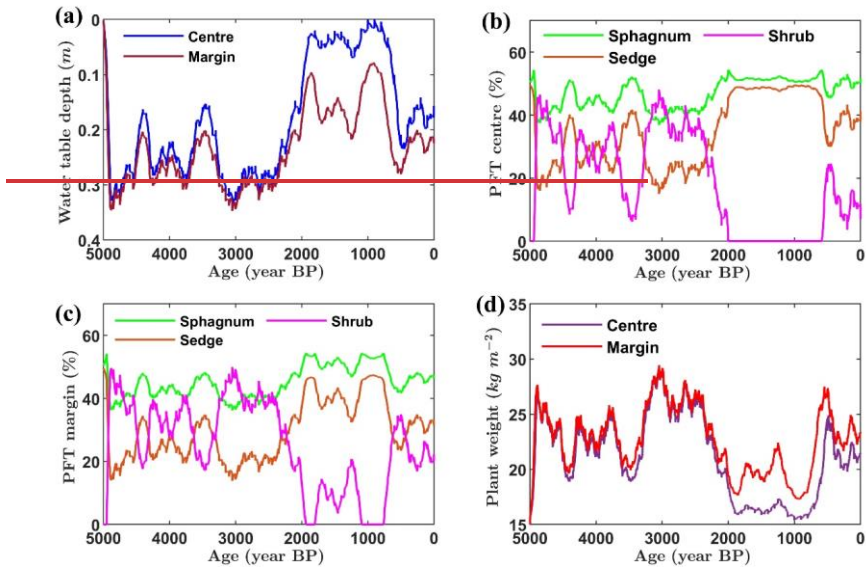 (a)
Centre
Margin
Water table depth (m)
0
0.1
0.2
0.3
0.4
5000 4000 3000 2000 1000 0
Age (year BP)
(b)
Sphagnum Shrub
Sedge
PFT centre (%)
60
40
20
0
5000 4000 3000 2000 1000 0
Age (year BP)
(c)
Sphagnum Shrub
Sedge
PFT margin (%)
60
40
20
0
5000 4000 3000 2000 1000 0
Age (year BP)
(d)
Centre
Margin
Plant weight (kg m⁻²)
35
30
25
20
15
5000 4000 3000 2000 1000 0
Age (year BP)